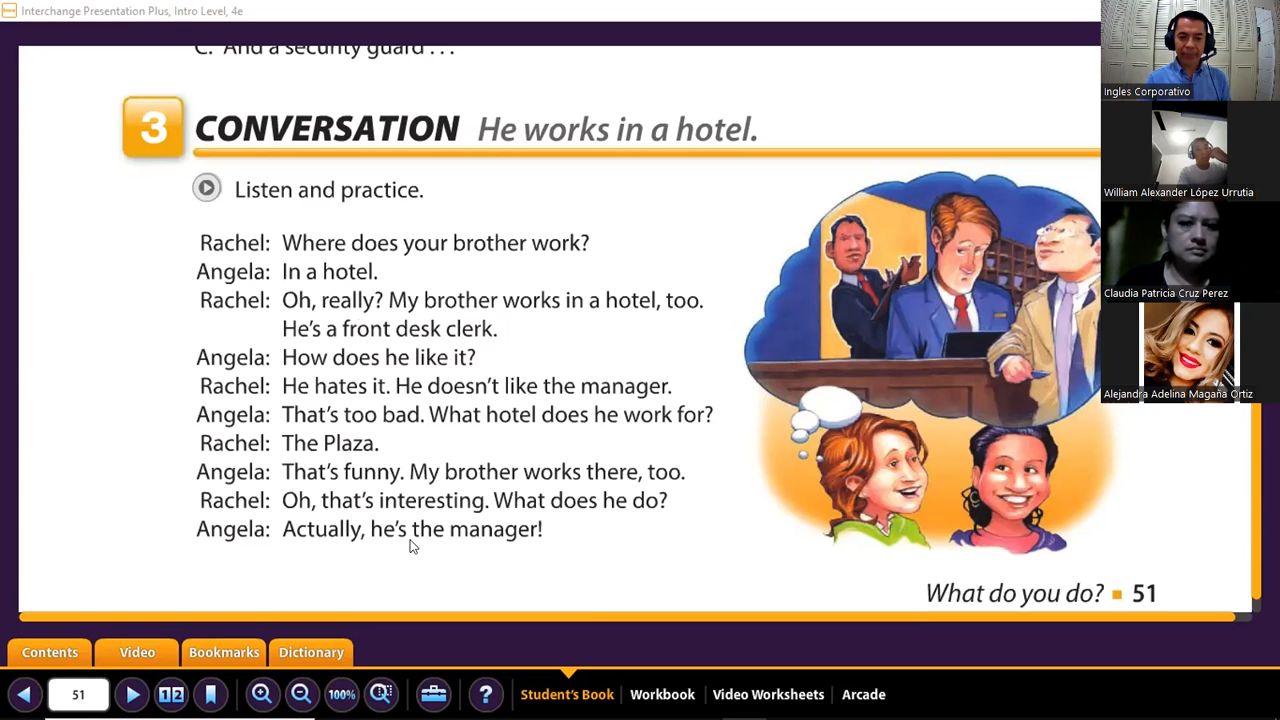 Interchange Presentation Plus, Intro Level, 4e
C. And a security guard . . .
3 CONVERSATION He works in a hotel.
Listen and practice.
Rachel: Where does your brother work?
Angela: In a hotel.
Rachel: Oh, really? My brother works in a hotel, too.
He's a front desk clerk.
Angela: How does he like it?
Rachel: He hates it. He doesn't like the manager.
Angela: That's too bad. What hotel does he work for?
Rachel: The Plaza.
Angela: That's funny. My brother works there, too.
Rachel: Oh, that's interesting. What does he do?
Angela: Actually, he's the manager!
What do you do? ■ 51
Ingles Corporativo
William Alexander López Urrutia
Claudia Patricia Cruz Perez
Alejandra Adelina Magaña Ortiz
Contents Video Bookmarks Dictionary
51 1 2 100% ? Student's Book Workbook Video Worksheets Arcade